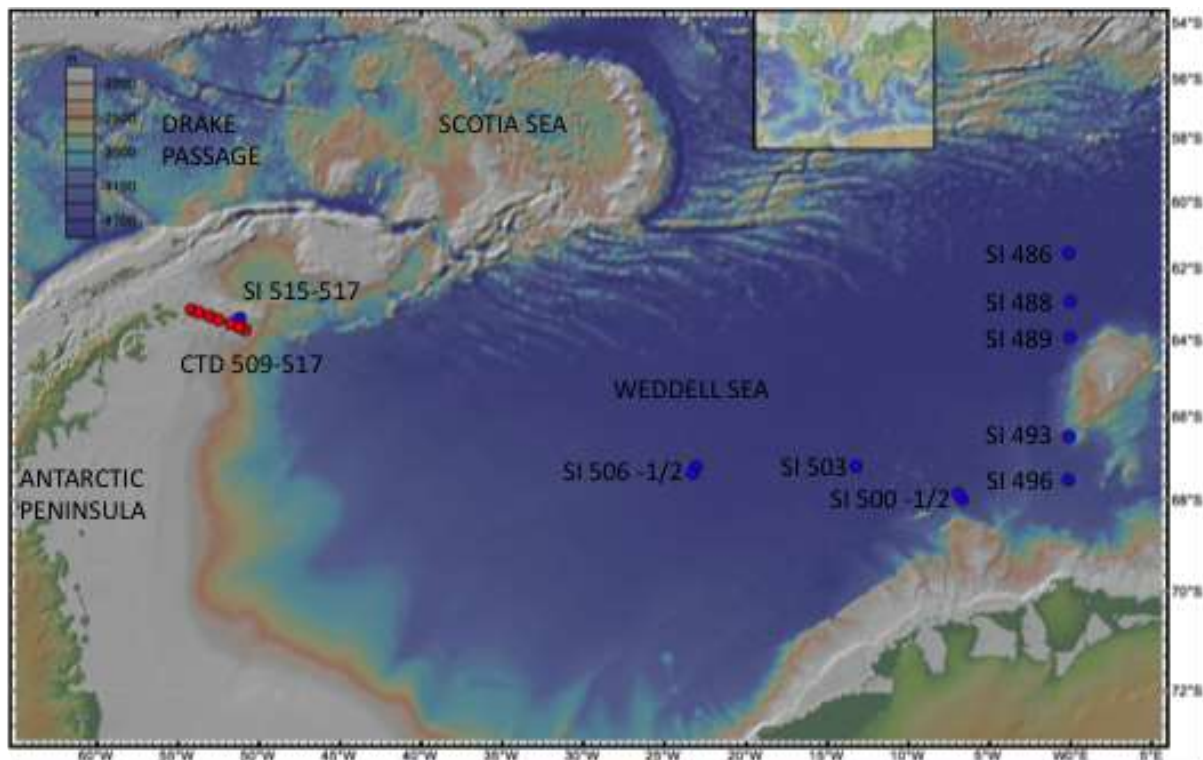 54°S
56°S
DRAKE
PASSAGE
SCOTIA SEA
58°S
60°S
SI 486
62°S
SI 515-517
SI 488
SI 489
64°S
CTD 509-517
WEDDELL SEA
66°S
SI 493
ANTARCTIC
PENINSULA
SI 506 -1/2
SI 503
SI 496
SI 500 -1/2
68°S
70°S
72°S
60°W
50°W
40°W
30°W
20°W
15°W
10°W
5°W
5°E